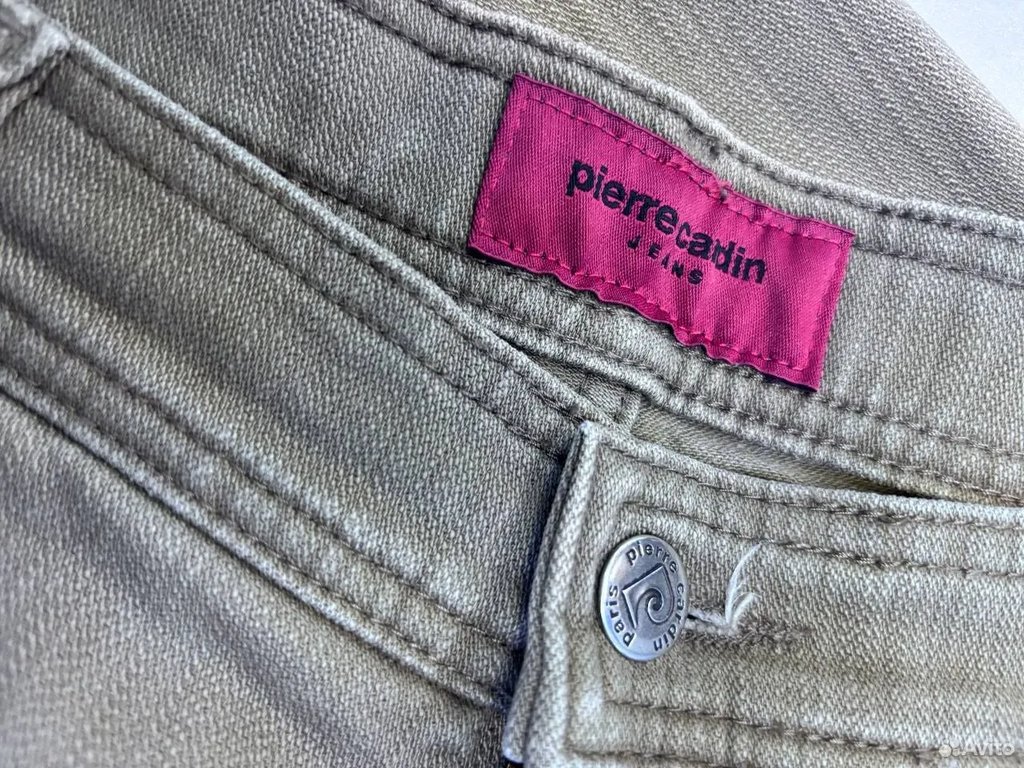 pierre cardin
JEANS
pierre cardin
paris
Avito